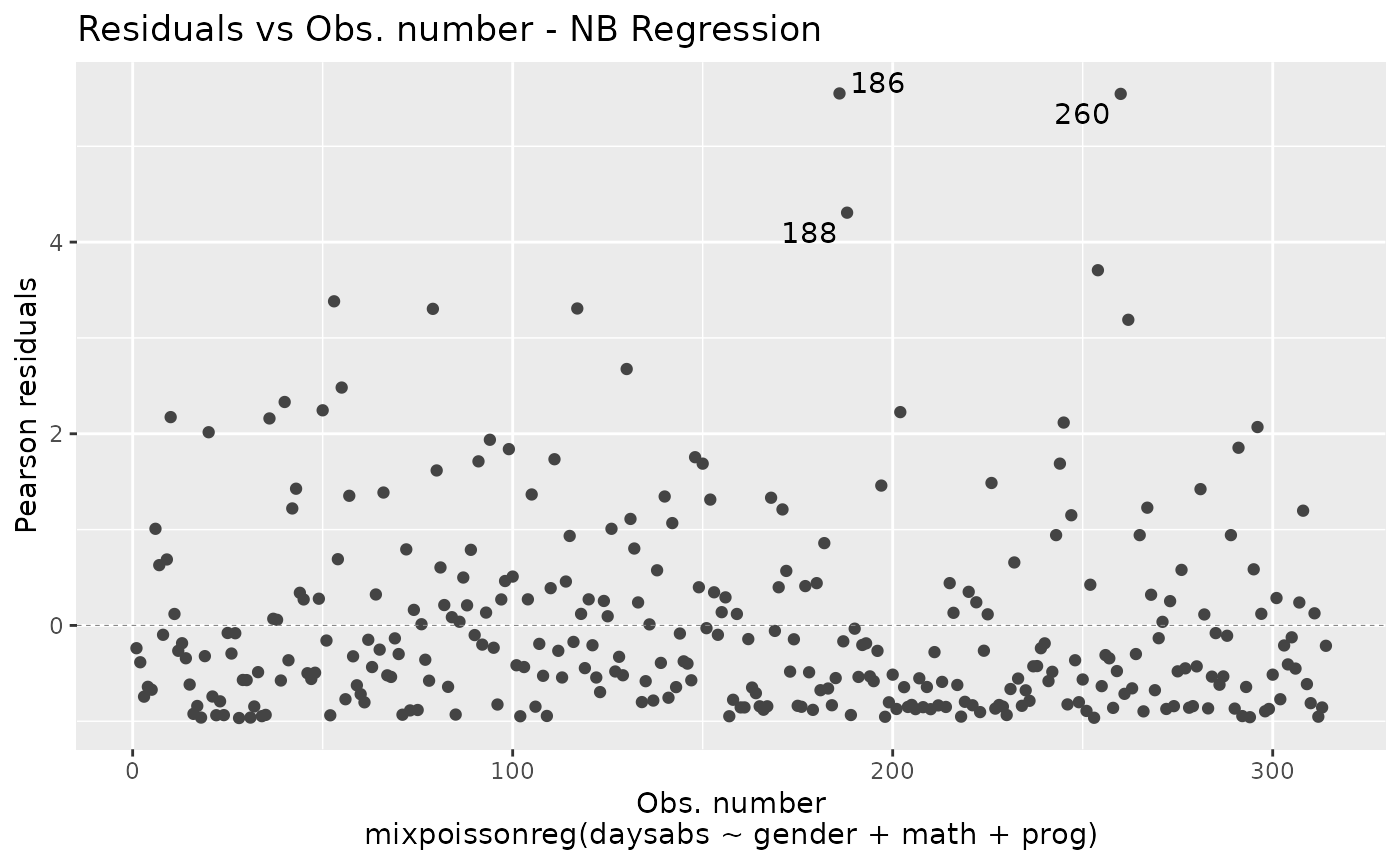 Residuals vs Obs. number - NB Regression
186
260
188
Pearson residuals
4
2
0
0
100
200
300
Obs. number
mixpoissonreg(daysabs ~ gender + math + prog)